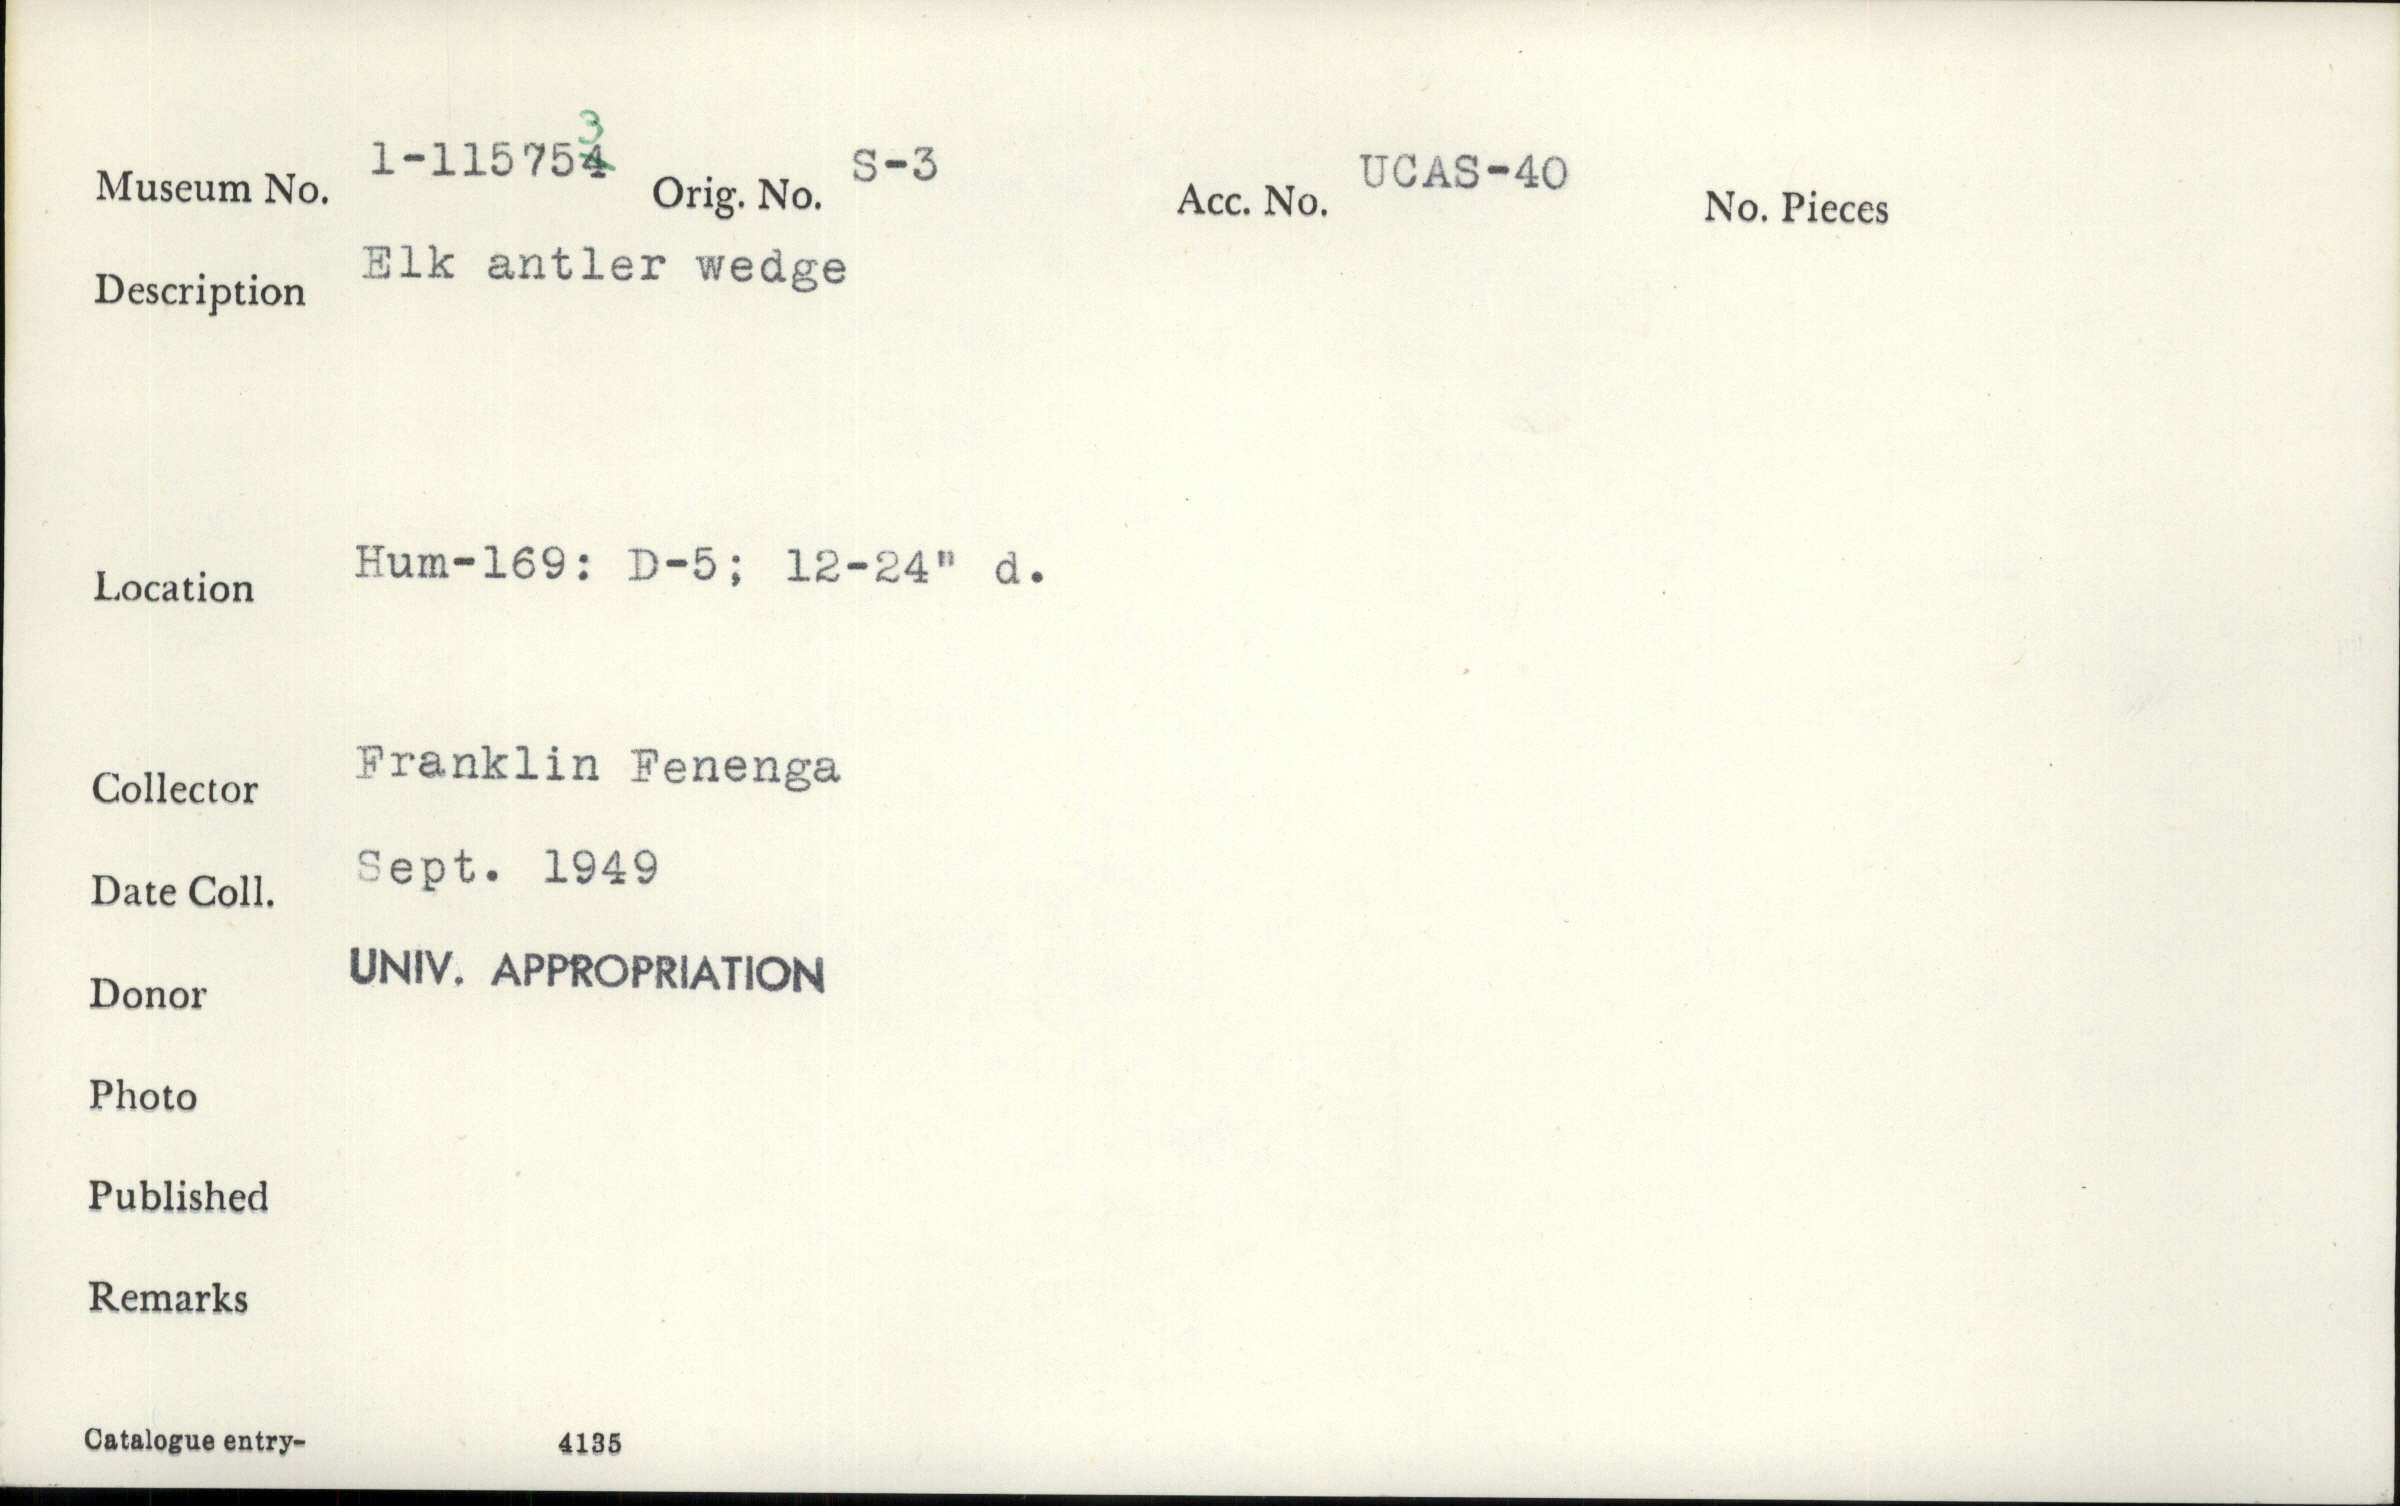 Museum No. 1-115754 3 Orig. No. S-3 Acc. No. UCAS-40 No. Pieces
Description Elk antler wedge
Location Hum-169: D-5; 12-24" d.
Collector Franklin Fenenga
Date Coll. Sept. 1949
Donor UNIV. APPROPRIATION
Photo
Published
Remarks
Catalogue entry- 4135